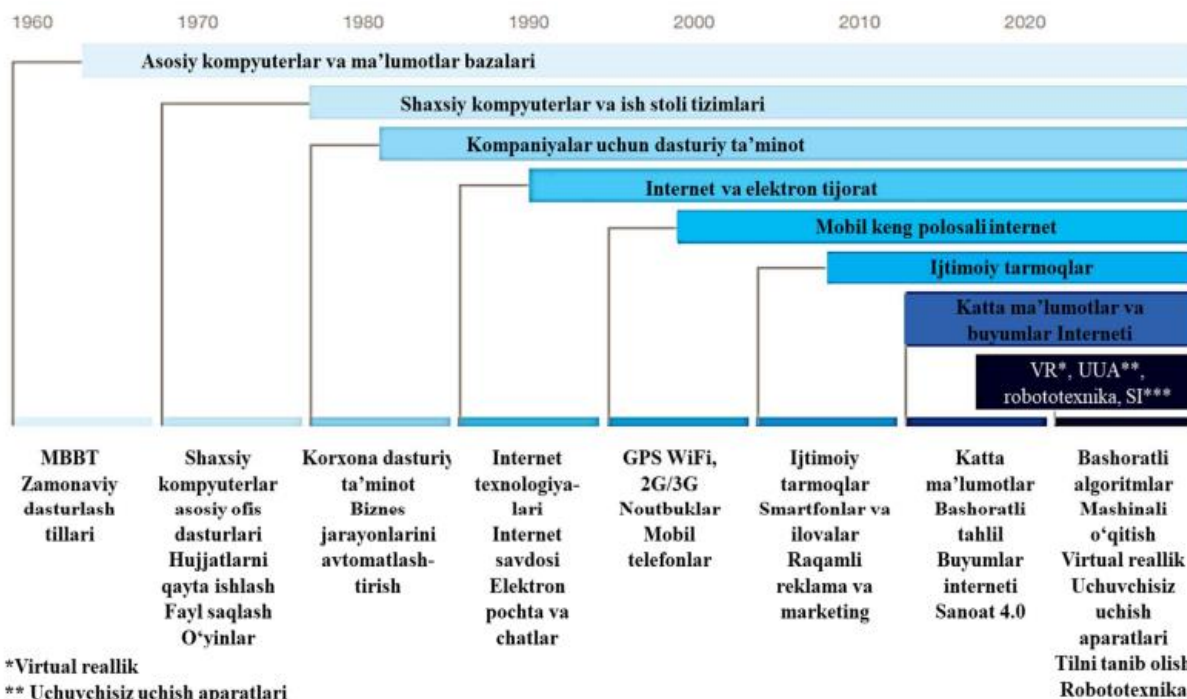 1960 1970 1980 1990 2000 2010 2020
Asosiy kompyuterlar va ma’lumotlar bazalari
Shaxsiy kompyuterlar va ish stoli tizimlari
Kompaniyalar uchun dasturiy ta’minot
Internet va elektron tijorat
Mobil keng polosali internet
Ijtimoiy tarmoqlar
Katta ma’lumotlar va
buyumlar Interneti
VR*, UUA**,
robototexnika, SI***
MBBT
Zamonaviy
dasturlash
tillari
Shaxsiy
kompyuterlar
asosiy ofis
dasturlari
Hujjatlarni
qayta ishlash
Fayl saqlash
O‘yinlar
Korxona dasturiy
ta’minot
Biznes
jarayonlarini
avtomatlash-
tirish
Internet
texnologiya-
lari
Internet
savdosi
Elektron
pochta va
chatlar
GPS WiFi,
2G/3G
Noutbuklar
Mobil
telefonlar
Ijtimoiy
tarmoqlar
Smartfonlar va
ilovalar
Raqamli
reklama va
marketing
Katta
ma’lumotlar
Bashoratli
tahlil
Buyumlar
interneti
Sanoat 4.0
Bashoratli
algoritmlar
Mashinali
o‘qitish
Virtual reallik
Uchuvchisiz
uchish
aparatlari
Tilni tanib olish
Robototexnika
*Virtual reallik
** Uchuvchisiz uchish aparatlari